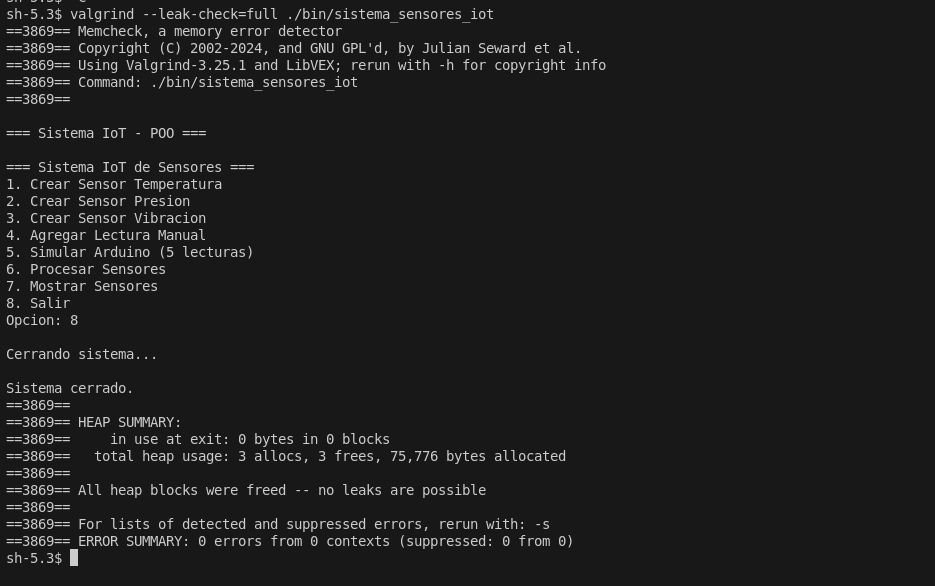 sh-5.3$ valgrind --leak-check=full ./bin/sistema_sensores_iot
==3869== Memcheck, a memory error detector
==3869== Copyright (C) 2002-2024, and GNU GPL'd, by Julian Seward et al.
==3869== Using Valgrind-3.25.1 and LibVEX; rerun with -h for copyright info
==3869== Command: ./bin/sistema_sensores_iot
==3869==

=== Sistema IoT - POO ===

=== Sistema IoT de Sensores ===
1. Crear Sensor Temperatura
2. Crear Sensor Presion
3. Crear Sensor Vibracion
4. Agregar Lectura Manual
5. Simular Arduino (5 lecturas)
6. Procesar Sensores
7. Mostrar Sensores
8. Salir
Opcion: 8

Cerrando sistema...

Sistema cerrado.
==3869==
==3869== HEAP SUMMARY:
==3869==     in use at exit: 0 bytes in 0 blocks
==3869==   total heap usage: 3 allocs, 3 frees, 75,776 bytes allocated
==3869==
==3869== All heap blocks were freed -- no leaks are possible
==3869==
==3869== For lists of detected and suppressed errors, rerun with: -s
==3869== ERROR SUMMARY: 0 errors from 0 contexts (suppressed: 0 from 0)
sh-5.3$